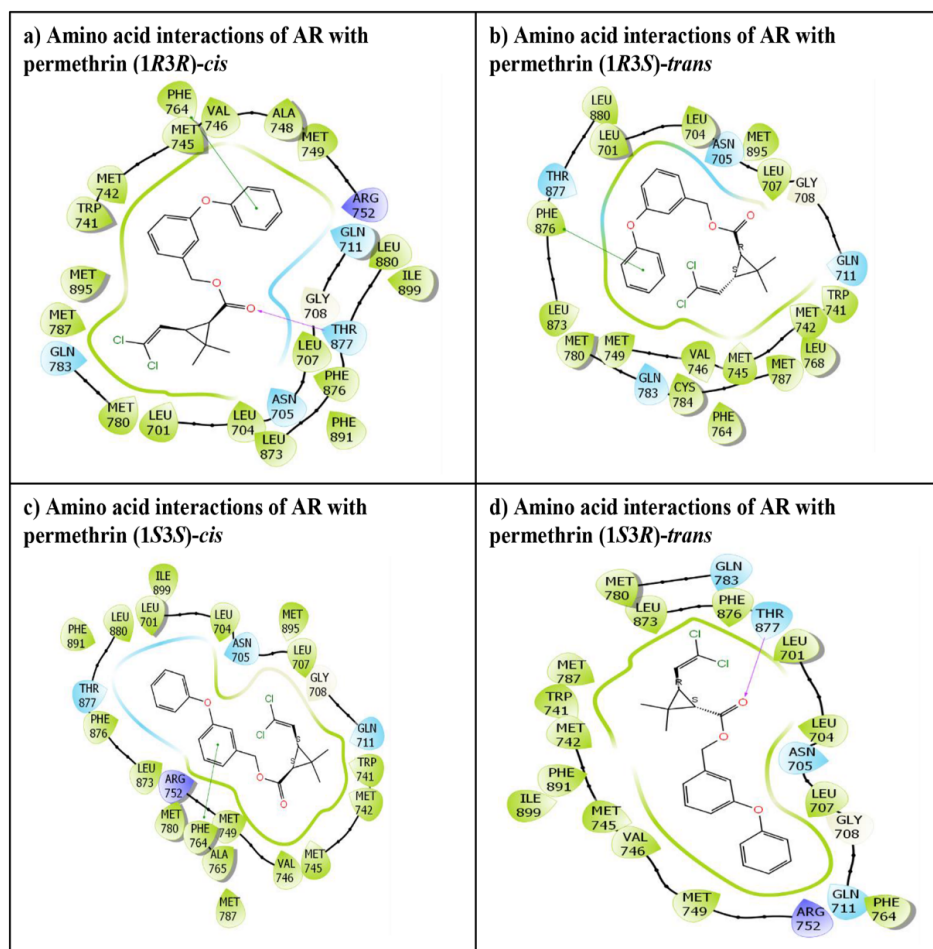 a) Amino acid interactions of AR with
permethrin (1R3R)-cis
PHE
764
VAL
746
ALA
748
MET
745
MET
749
MET
742
TRP
741
ARG
752
GLN
711
LEU
880
ILE
899
MET
895
GLY
708
THR
877
MET
787
GLN
783
LEU
707
PHE
876
ASN
705
MET
780
LEU
701
LEU
704
LEU
873
PHE
891
O
O
O
Cl
Cl
b) Amino acid interactions of AR with
permethrin (1R3S)-trans
LEU
880
LEU
701
LEU
704
ASN
705
MET
895
LEU
707
GLY
708
THR
877
PHE
876
GLN
711
LEU
873
TRP
741
MET
742
MET
780
MET
749
VAL
746
MET
745
MET
787
LEU
768
GLN
783
CYS
784
PHE
764
O
O
O
R
S
Cl
Cl
c) Amino acid interactions of AR with
permethrin (1S3S)-cis
ILE
899
LEU
701
LEU
880
PHE
891
LEU
704
ASN
705
MET
895
LEU
707
GLY
708
THR
877
PHE
876
GLN
711
LEU
873
ARG
752
TRP
741
MET
742
MET
780
PHE
764
MET
749
ALA
765
VAL
746
MET
745
MET
787
O
Cl
Cl
S
S
O
O
d) Amino acid interactions of AR with
permethrin (1S3R)-trans
GLN
783
MET
780
LEU
873
PHE
876
THR
877
LEU
701
MET
787
TRP
741
MET
742
LEU
704
ASN
705
PHE
891
ILE
899
MET
745
VAL
746
LEU
707
GLY
708
MET
749
ARG
752
GLN
711
PHE
764
Cl
Cl
R
S
O
O
O